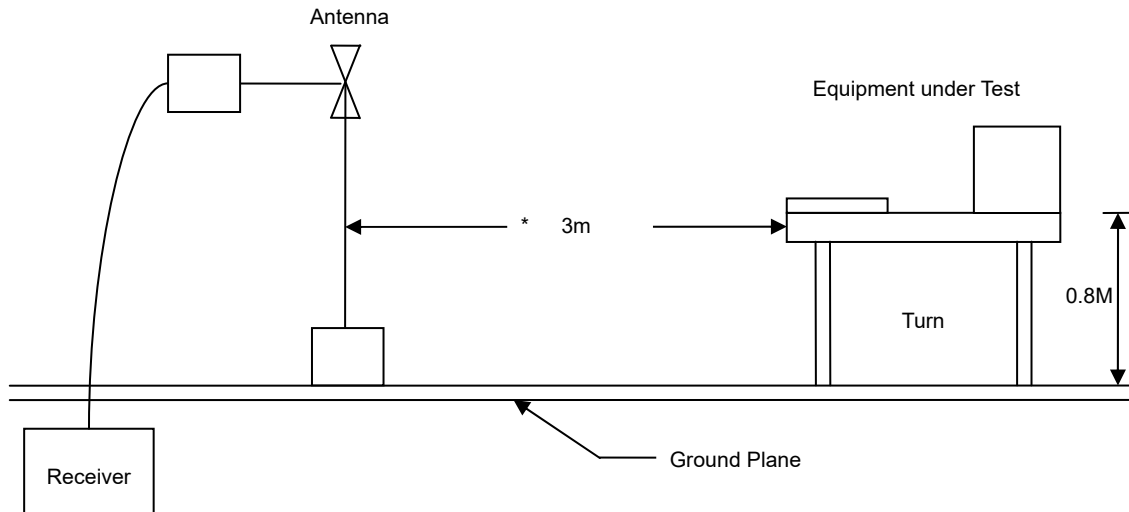 Antenna
Equipment under Test
* 3m
0.8M
Turn
Ground Plane
Receiver